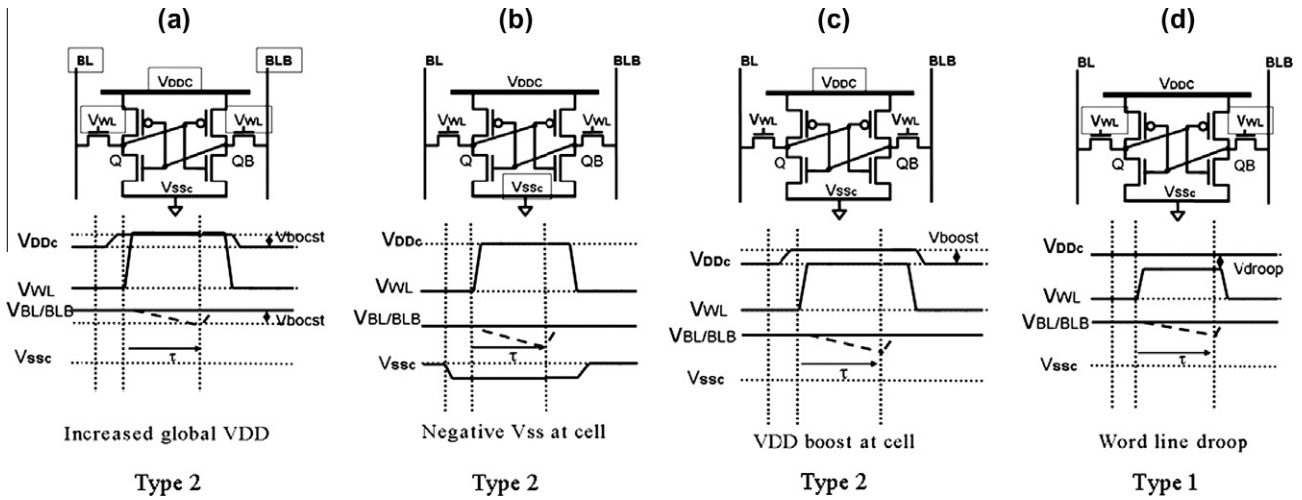 (a)
BL
BLB
VDDC
VWL
VWL
Q
QB
VSSc
VDDc
Vbocst
VWL
VBL/BLB
Vbocst
τ
VSSc
Increased global VDD
Type 2
(b)
BL
BLB
VDDC
VWL
VWL
Q
QB
VSSc
VDDc
VWL
VBL/BLB
τ
VSSc
Negative Vss at cell
Type 2
(c)
BL
BLB
VDDC
VWL
VWL
Q
QB
VSSc
Vboost
VDDc
VWL
VBL/BLB
τ
VSSc
VDD boost at cell
Type 2
(d)
BL
BLB
VDDC
VWL
VWL
Q
QB
VSSc
VDDc
Vdroop
VWL
VBL/BLB
τ
VSSc
Word line droop
Type 1